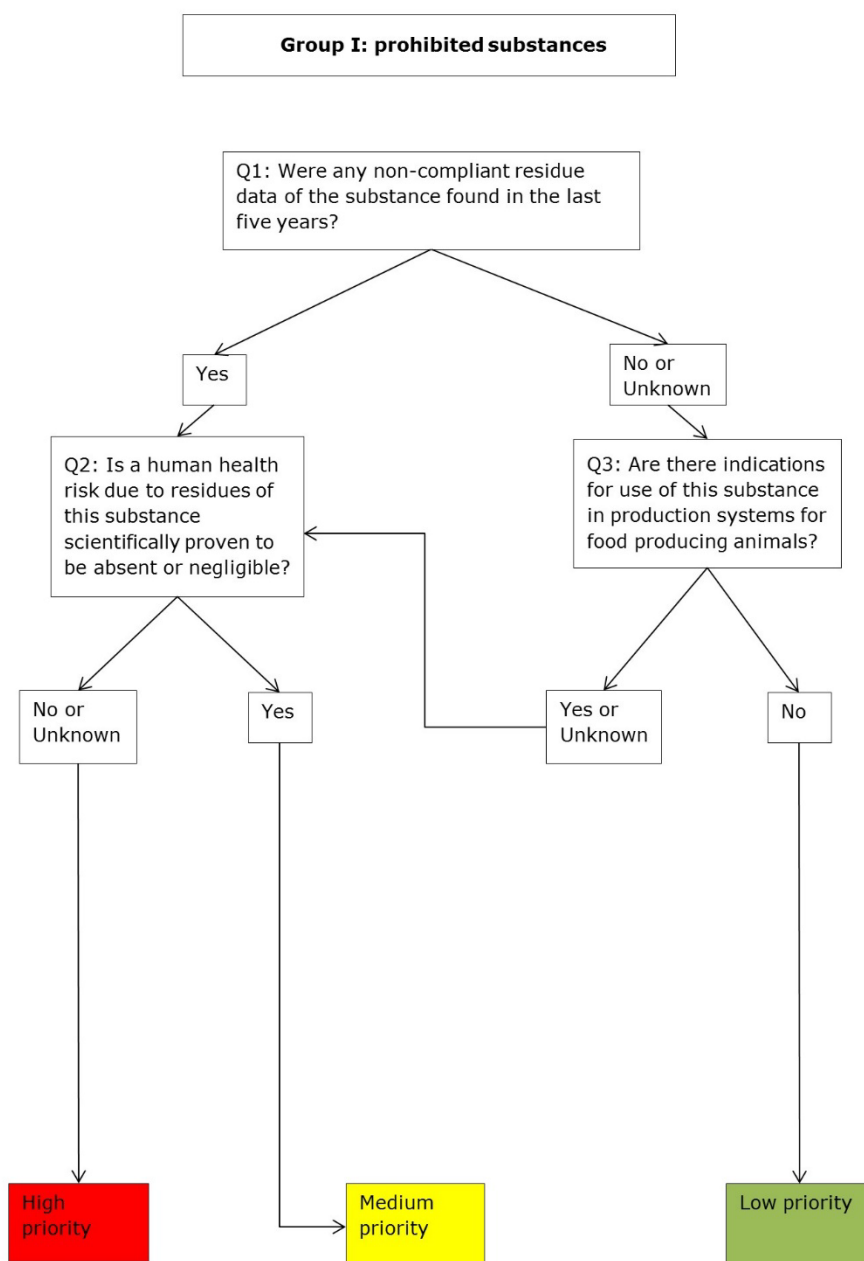 Group I: prohibited substances
Q1: Were any non-compliant residue
data of the substance found in the last
five years?
Yes
No or
Unknown
Q2: Is a human health
risk due to residues of
this substance
scientifically proven to
be absent or negligible?
Q3: Are there indications
for use of this substance
in production systems for
food producing animals?
No or
Unknown
Yes
Yes or
Unknown
No
High
priority
Medium
priority
Low priority